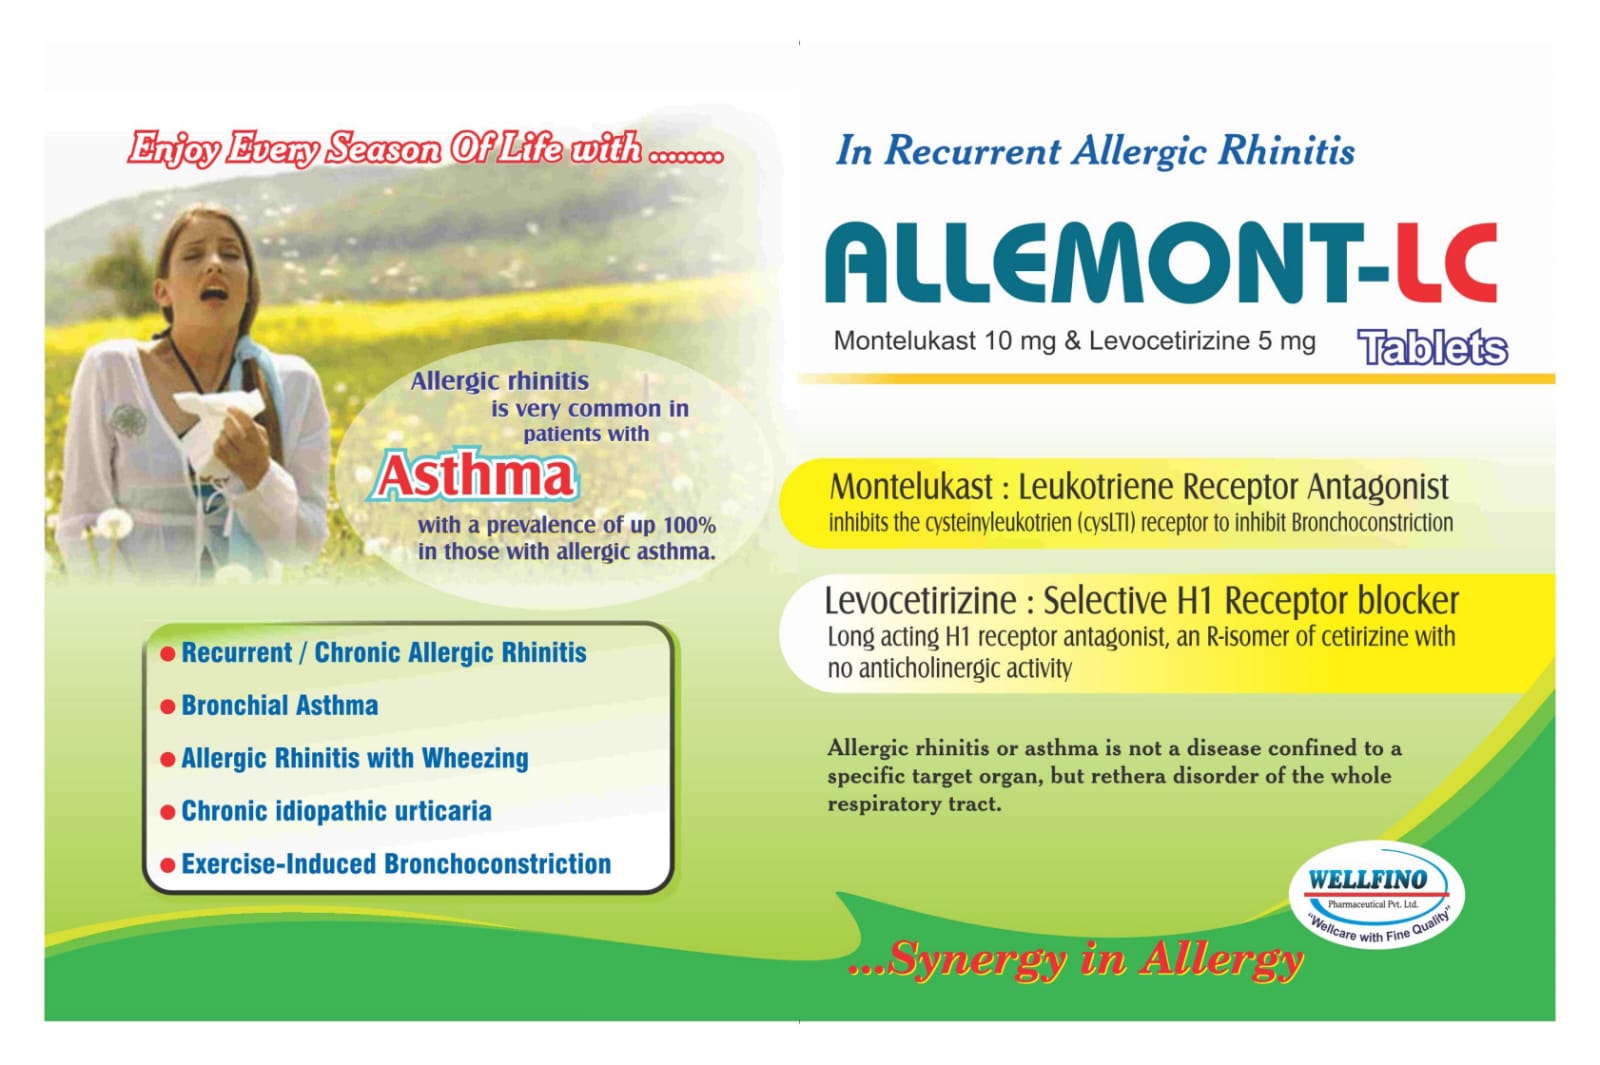 Enjoy Every Season Of Life with ........
Allergic rhinitis
is very common in
patients with
Asthma
with a prevalence of up 100%
in those with allergic asthma.
Recurrent / Chronic Allergic Rhinitis
Bronchial Asthma
Allergic Rhinitis with Wheezing
Chronic idiopathic urticaria
Exercise-Induced Bronchoconstriction
In Recurrent Allergic Rhinitis
ALLEMONT-LC
Montelukast 10 mg & Levocetirizine 5 mg Tablets
Montelukast : Leukotriene Receptor Antagonist
inhibits the cysteinyleukotrien (cysLTI) receptor to inhibit Bronchoconstriction
Levocetirizine : Selective H1 Receptor blocker
Long acting H1 receptor antagonist, an R-isomer of cetirizine with
no anticholinergic activity
Allergic rhinitis or asthma is not a disease confined to a
specific target organ, but rethera disorder of the whole
respiratory tract.
WELLFINO
Pharmaceutical Pvt. Ltd.
"Wellcare with Fine Quality"
...Synergy in Allergy